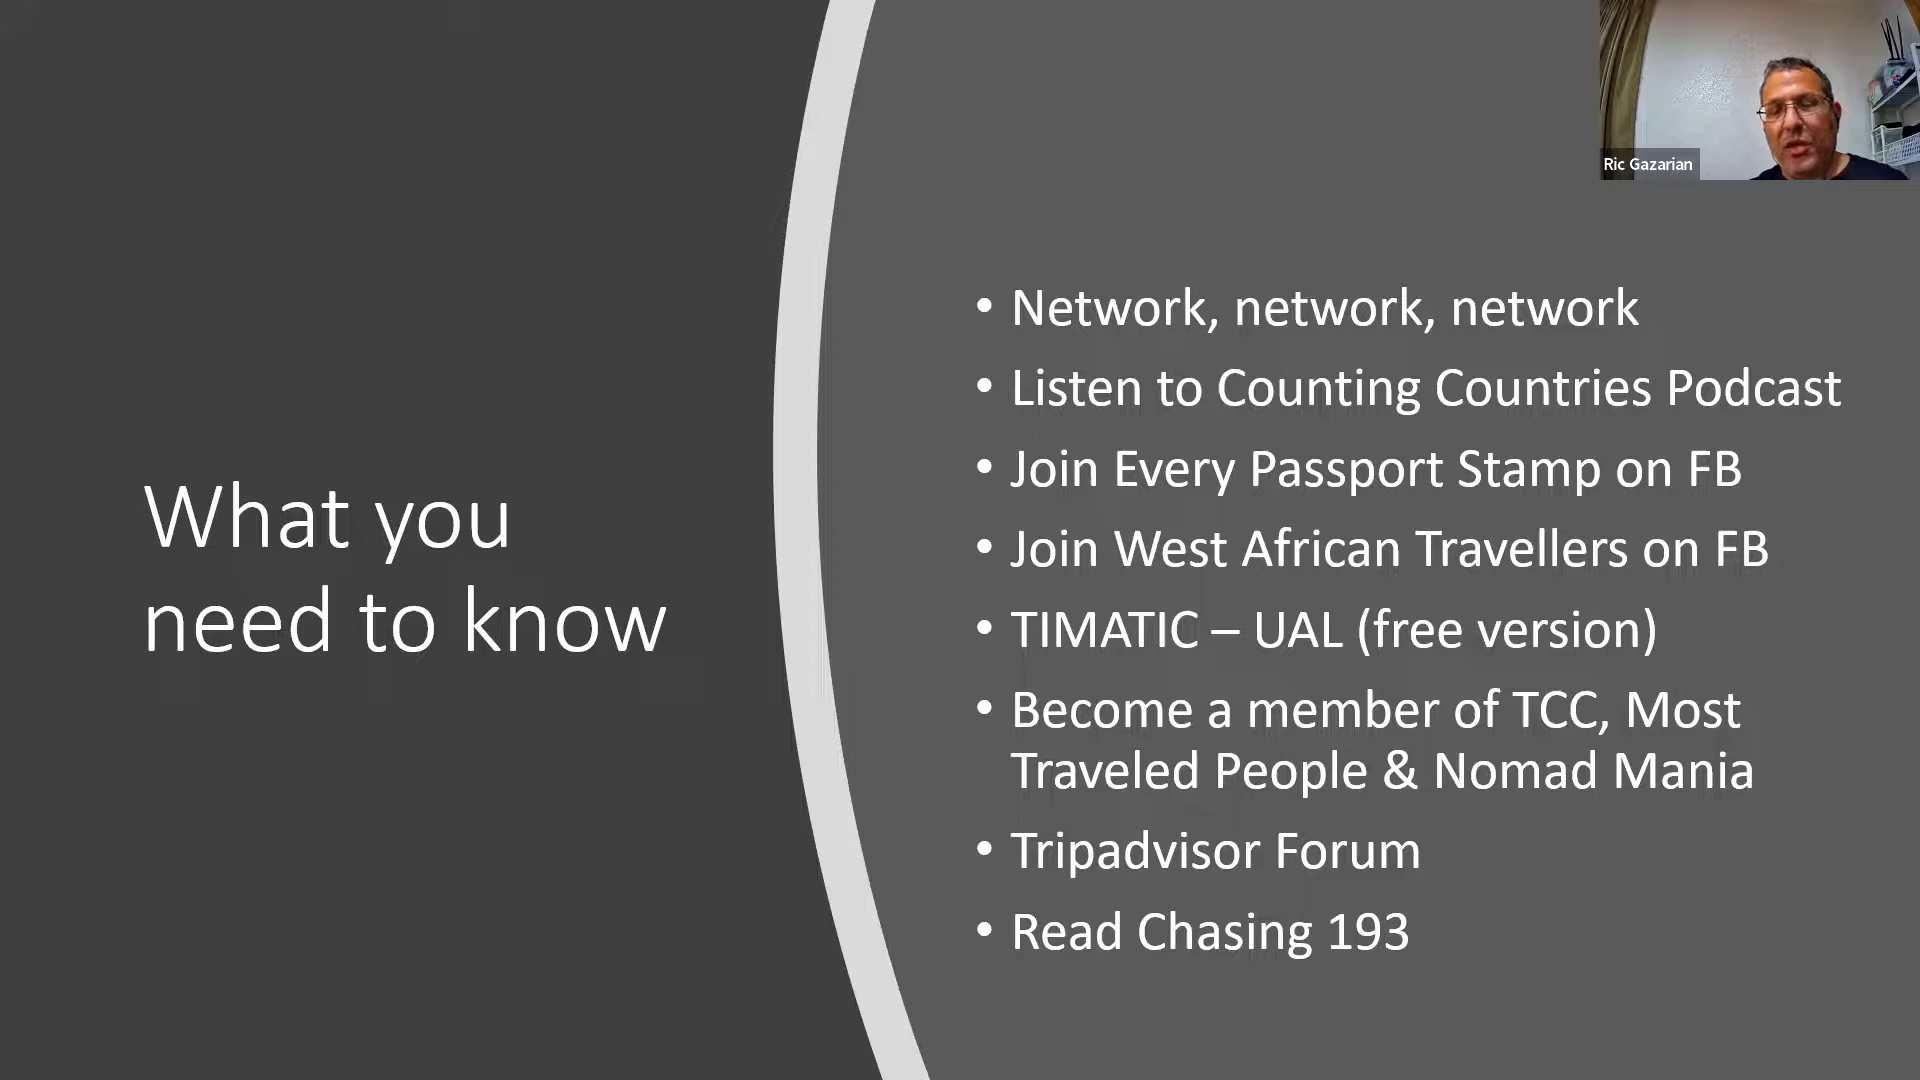 Ric Gazarian
What you
need to know
• Network, network, network
• Listen to Counting Countries Podcast
• Join Every Passport Stamp on FB
• Join West African Travellers on FB
• TIMATIC – UAL (free version)
• Become a member of TCC, Most
Traveled People & Nomad Mania
• Tripadvisor Forum
• Read Chasing 193